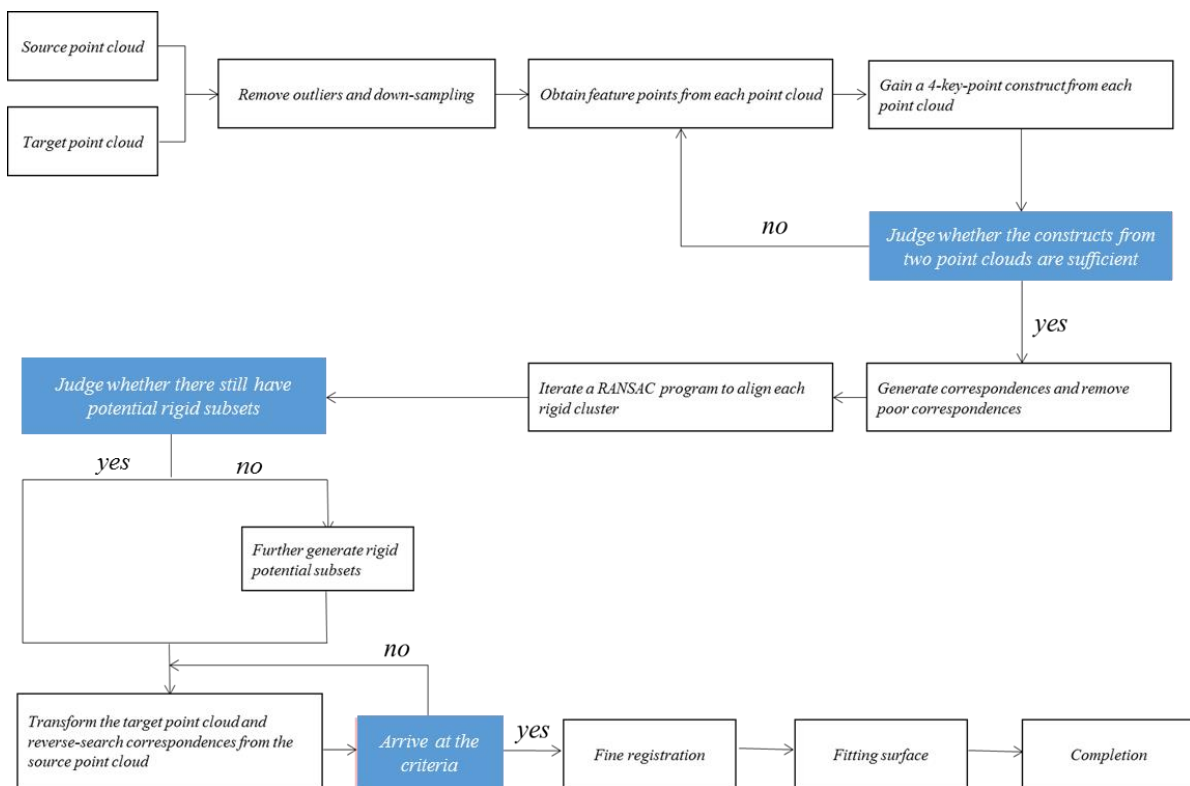 Source point cloud
Target point cloud
Remove outliers and down-sampling
Obtain feature points from each point cloud
Gain a 4-key-point construct from each
point cloud
no
Judge whether the constructs from
two point clouds are sufficient
yes
Generate correspondences and remove
poor correspondences
Iterate a RANSAC program to align each
rigid cluster
Judge whether there still have
potential rigid subsets
yes
no
Further generate rigid
potential subsets
no
Transform the target point cloud and
reverse-search correspondences from the
source point cloud
Arrive at the
criteria
yes
Fine registration
Fitting surface
Completion